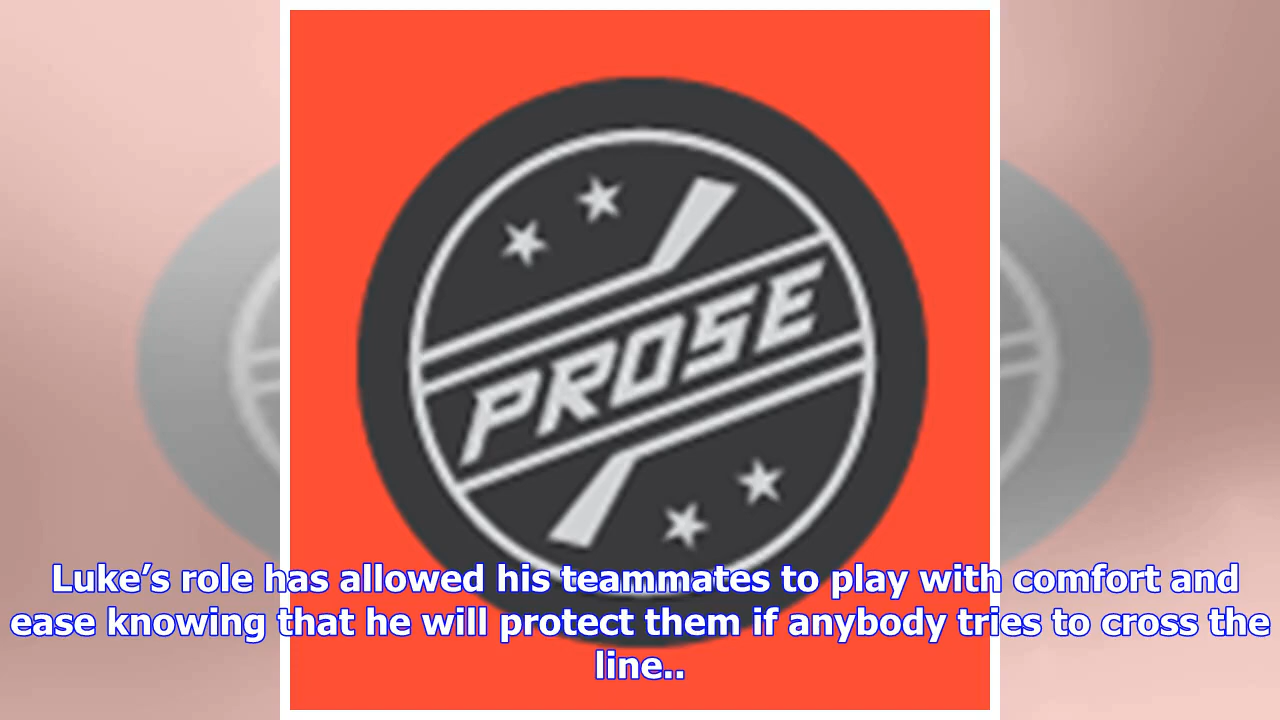 PROSE
Luke’s role has allowed his teammates to play with comfort and
ease knowing that he will protect them if anybody tries to cross the
line..